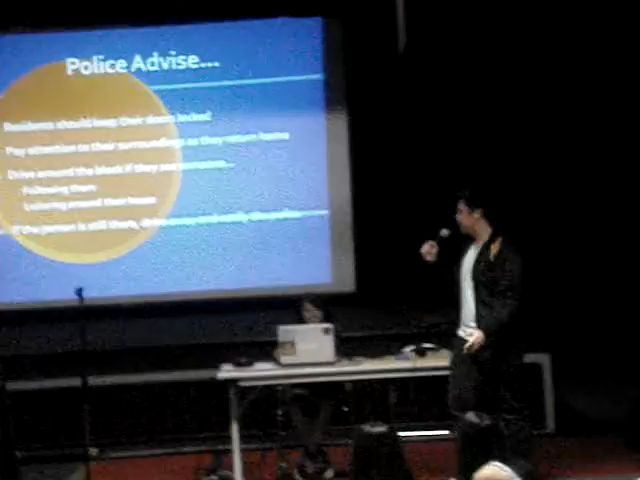 Police Advise...
Residents should keep their doors locked
Pay attention to their surroundings as they return home
Drive around the block if they see someone...
Following them
Loitering around their house
If the person is still there,